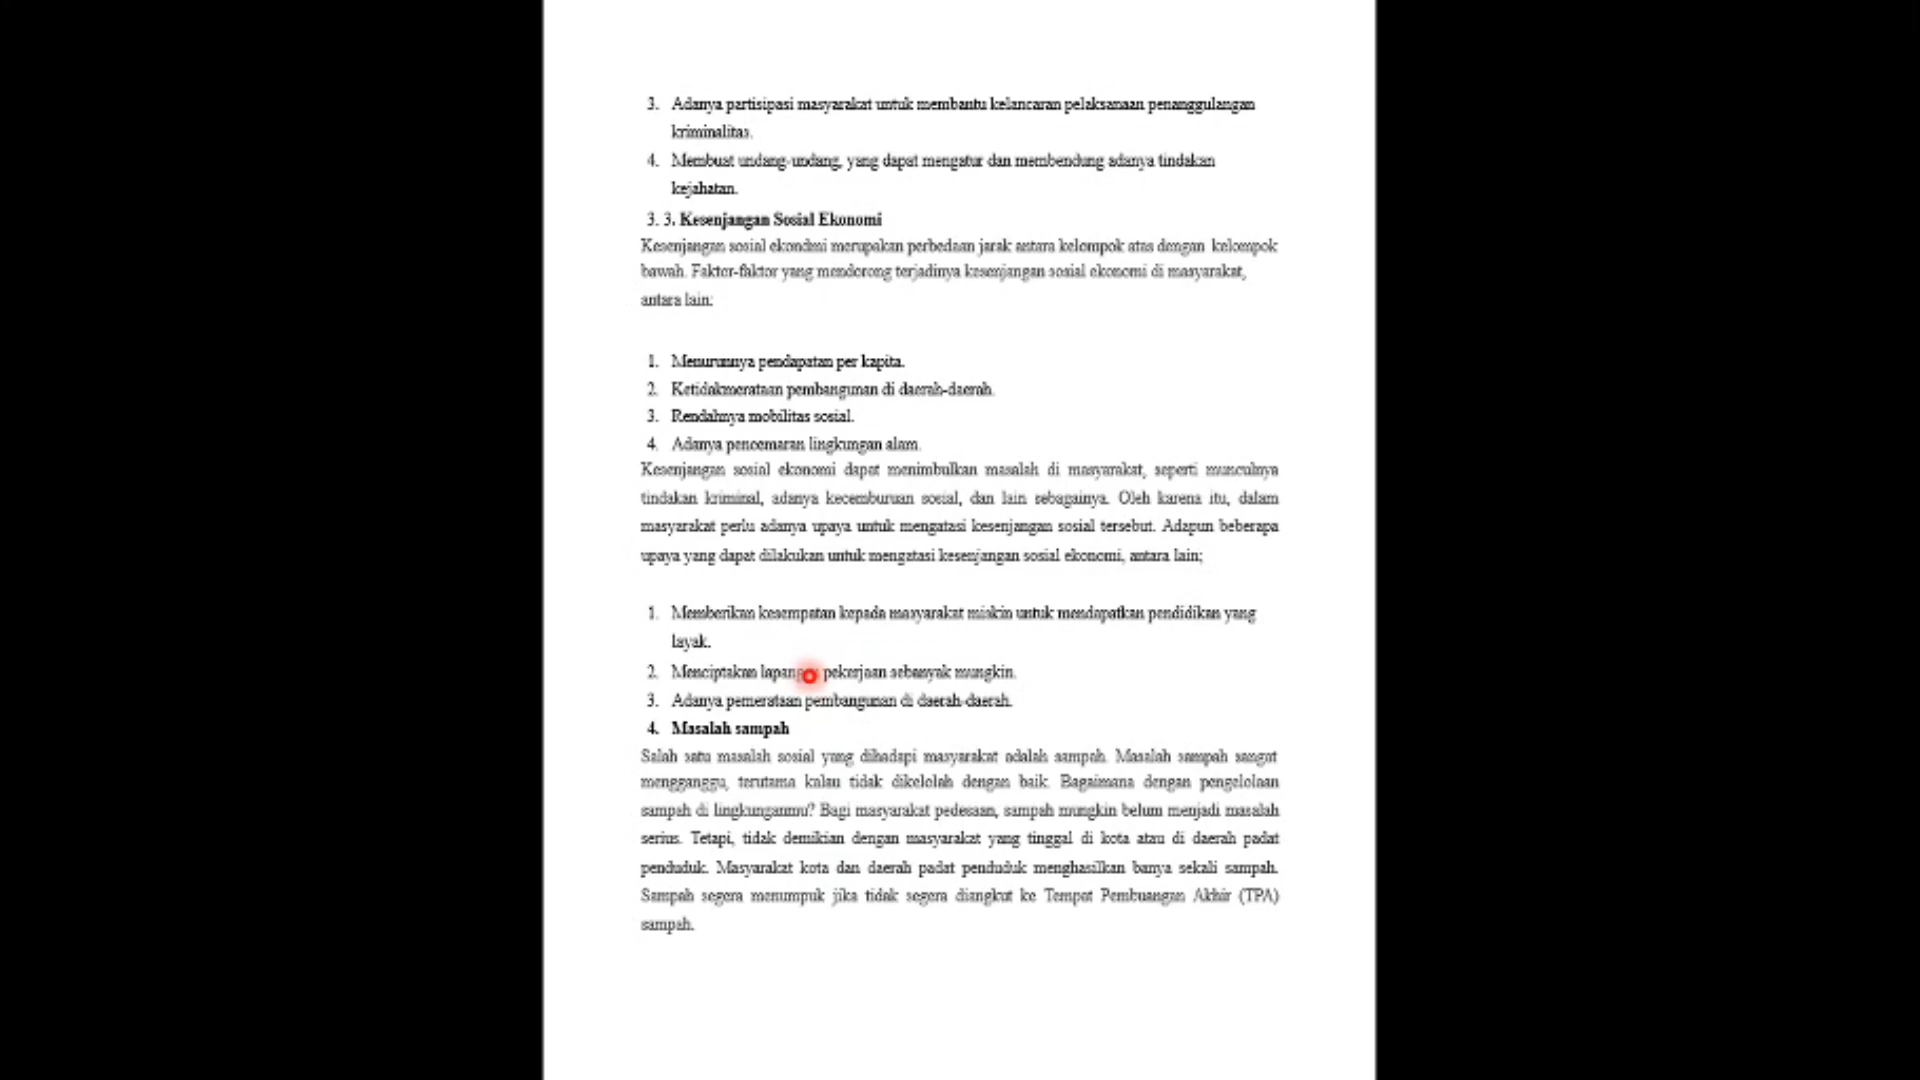 3. Adanya partisipasi masyarakat untuk membantu kelancaran pelaksanaan penanggulangan
kriminalitas.
4. Membuat undang-undang, yang dapat mengatur dan membendung adanya tindakan
kejahatan.
3. 3. Kesenjangan Sosial Ekonomi
Kesenjangan sosial ekonomi merupakan perbedaan jarak antara kelompok atas dengan kelompok
bawah. Faktor-faktor yang mendorong terjadinya kesenjangan sosial ekonomi di masyarakat,
antara lain:
1. Menurunnya pendapatan per kapita.
2. Ketidakmerataan pembangunan di daerah-daerah.
3. Rendahnya mobilitas sosial.
4. Adanya pencemaran lingkungan alam.
Kesenjangan sosial ekonomi dapat menimbulkan masalah di masyarakat, seperti munculnya
tindakan kriminal, adanya kecemburuan sosial, dan lain sebagainya. Oleh karena itu, dalam
masyarakat perlu adanya upaya untuk mengatasi kesenjangan sosial tersebut. Adapun beberapa
upaya yang dapat dilakukan untuk mengatasi kesenjangan sosial ekonomi, antara lain;
1. Memberikan kesempatan kepada masyarakat miskin untuk mendapatkan pendidikan yang
layak.
2. Menciptakan pekerjaan sebanyak mungkin.
3. Adanya pemerataan pembangunan di daerah-daerah.
4. Masalah sampah
Salah satu masalah sosial yang dihadapi masyarakat adalah sampah. Masalah sampah sangat
mengganggu, terutama kalau tidak dikelolah dengan baik. Bagaimana dengan pengelolaan
sampah di lingkunganmu? Bagi masyarakat pedesaan, sampah mungkin belum menjadi masalah
serius. Tetapi, tidak demikian dengan masyarakat yang tinggal di kota atau di daerah padat
penduduk. Masyarakat kota dan daerah padat penduduk menghasilkan banya sekali sampah.
Sampah segera menumpuk jika tidak segera diangkut ke Tempat Pembuangan Akhir (TPA)
sampah.